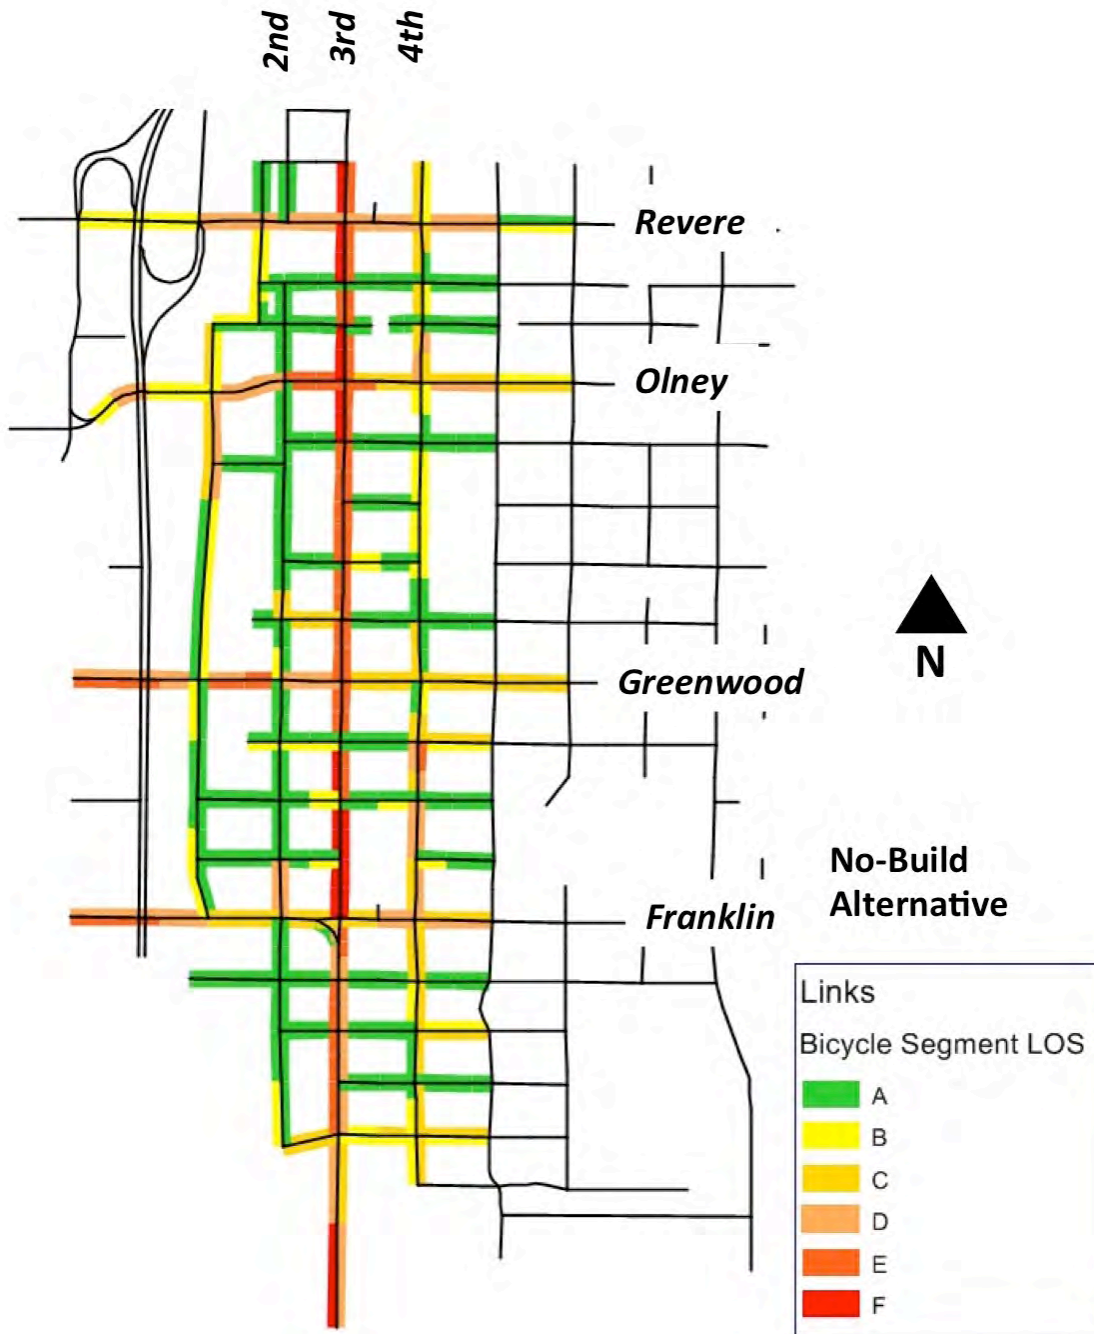 2nd
3rd
4th
Revere
Olney
Greenwood
N
Franklin
No-Build
Alternative
Links
Bicycle Segment LOS
A
B
C
D
E
F